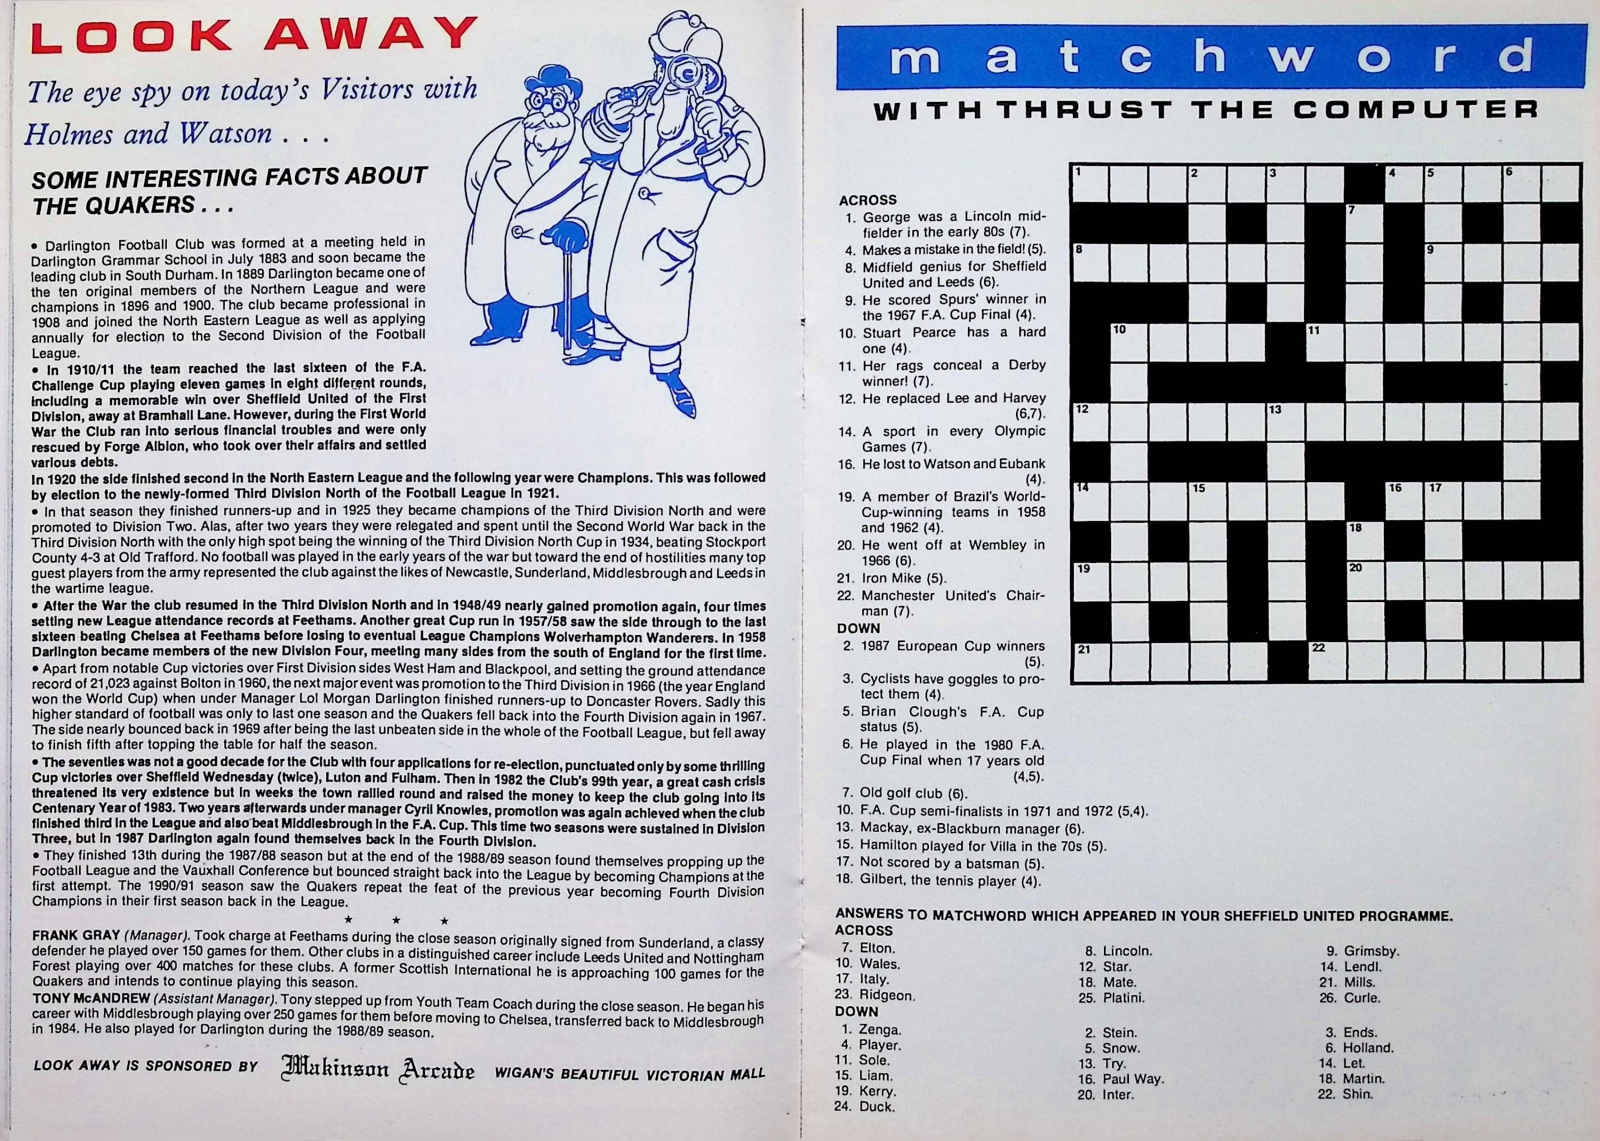 LOOK AWAY
The eye spy on today's Visitors with
Holmes and Watson . . .
SOME INTERESTING FACTS ABOUT
THE QUAKERS . . .
• Darlington Football Club was formed at a meeting held in
Darlington Grammar School in July 1883 and soon became the
leading club in South Durham. In 1889 Darlington became one of
the ten original members of the Northern League and were
champions in 1896 and 1900. The club became professional in
1908 and joined the North Eastern League as well as applying
annually for election to the Second Division of the Football
League.
• In 1910/11 the team reached the last sixteen of the F.A.
Challenge Cup playing eleven games in eight different rounds,
including a memorable win over Sheffield United of the First
Division, away at Bramhall Lane. However, during the First World
War the Club ran into serious financial troubles and were only
rescued by Forge Albion, who took over their affairs and settled
various debts.
In 1920 the side finished second in the North Eastern League and the following year were Champions. This was followed
by election to the newly-formed Third Division North of the Football League in 1921.
• In that season they finished runners-up and in 1925 they became champions of the Third Division North and were
promoted to Division Two. Alas, after two years they were relegated and spent until the Second World War back in the
Third Division North with the only high spot being the winning of the Third Division North Cup in 1934, beating Stockport
County 4-3 at Old Trafford. No football was played in the early years of the war but toward the end of hostilities many top
guest players from the army represented the club against the likes of Newcastle, Sunderland, Middlesbrough and Leeds in
the wartime league.
• After the War the club resumed in the Third Division North and in 1948/49 nearly gained promotion again, four times
setting new League attendance records at Feethams. Another great Cup run in 1957/58 saw the side through to the last
sixteen beating Chelsea at Feethams before losing to eventual League Champions Wolverhampton Wanderers. In 1958
Darlington became members of the new Division Four, meeting many sides from the south of England for the first time.
• Apart from notable Cup victories over First Division sides West Ham and Blackpool, and setting the ground attendance
record of 21,023 against Bolton in 1960, the next major event was promotion to the Third Division in 1966 (the year England
won the World Cup) when under Manager Lol Morgan Darlington finished runners-up to Doncaster Rovers. Sadly this
higher standard of football was only to last one season and the Quakers fell back into the Fourth Division again in 1967.
The side nearly bounced back in 1969 after being the last unbeaten side in the whole of the Football League, but fell away
to finish fifth after topping the table for half the season.
• The seventies was not a good decade for the Club with four applications for re-election, punctuated only by some thrilling
Cup victories over Sheffield Wednesday (twice), Luton and Fulham. Then in 1982 the Club's 99th year, a great cash crisis
threatened its very existence but in weeks the town rallied round and raised the money to keep the club going into its
Centenary Year of 1983. Two years afterwards under manager Cyril Knowles, promotion was again achieved when the club
finished third in the League and also beat Middlesbrough in the F.A. Cup. This time two seasons were sustained in Division
Three, but in 1987 Darlington again found themselves back in the Fourth Division.
• They finished 13th during the 1987/88 season but at the end of the 1988/89 season found themselves propping up the
Football League and the Vauxhall Conference but bounced straight back into the League by becoming Champions at the
first attempt. The 1990/91 season saw the Quakers repeat the feat of the previous year becoming Fourth Division
Champions in their first season back in the League.
★ ★ ★
FRANK GRAY (Manager). Took charge at Feethams during the close season originally signed from Sunderland, a classy
defender he played over 150 games for them. Other clubs in a distinguished career include Leeds United and Nottingham
Forest playing over 400 matches for these clubs. A former Scottish International he is approaching 100 games for the
Quakers and intends to continue playing this season.
TONY McANDREW (Assistant Manager). Tony stepped up from Youth Team Coach during the close season. He began his
career with Middlesbrough playing over 250 games for them before moving to Chelsea, transferred back to Middlesbrough
in 1984. He also played for Darlington during the 1988/89 season.
LOOK AWAY IS SPONSORED BY Makinson Arcade WIGAN'S BEAUTIFUL VICTORIAN MALL
matchword
WITH THRUST THE COMPUTER
ACROSS
1. George was a Lincoln mid-
fielder in the early 80s (7).
4. Makes a mistake in the field! (5).
8. Midfield genius for Sheffield
United and Leeds (6).
9. He scored Spurs' winner in
the 1967 F.A. Cup Final (4).
10. Stuart Pearce has a hard
one (4).
11. Her rags conceal a Derby
winner! (7).
12. He replaced Lee and Harvey
(6,7).
14. A sport in every Olympic
Games (7).
16. He lost to Watson and Eubank
(4).
19. A member of Brazil's World-
Cup-winning teams in 1958
and 1962 (4).
20. He went off at Wembley in
1966 (6).
21. Iron Mike (5).
22. Manchester United's Chair-
man (7).
DOWN
2. 1987 European Cup winners
(5).
3. Cyclists have goggles to pro-
tect them (4).
5. Brian Clough's F.A. Cup
status (5).
6. He played in the 1980 F.A.
Cup Final when 17 years old
(4,5).
7. Old golf club (6).
10. F.A. Cup semi-finalists in 1971 and 1972 (5,4).
13. Mackay, ex-Blackburn manager (6).
15. Hamilton played for Villa in the 70s (5).
17. Not scored by a batsman (5).
18. Gilbert, the tennis player (4).
1 2 3 4 5 6
7
8 9
10 11
12 13
14 15 16 17
18
19 20
21 22
ANSWERS TO MATCHWORD WHICH APPEARED IN YOUR SHEFFIELD UNITED PROGRAMME.
ACROSS
7. Elton. 8. Lincoln. 9. Grimsby.
10. Wales. 12. Star. 14. Lendl.
17. Italy. 18. Mate. 21. Mills.
23. Ridgeon. 25. Platini. 26. Curle.
DOWN
1. Zenga. 2. Stein. 3. Ends.
4. Player. 5. Snow. 6. Holland.
11. Sole. 13. Try. 14. Let.
15. Liam. 16. Paul Way. 18. Martin.
19. Kerry. 20. Inter. 22. Shin.
24. Duck.